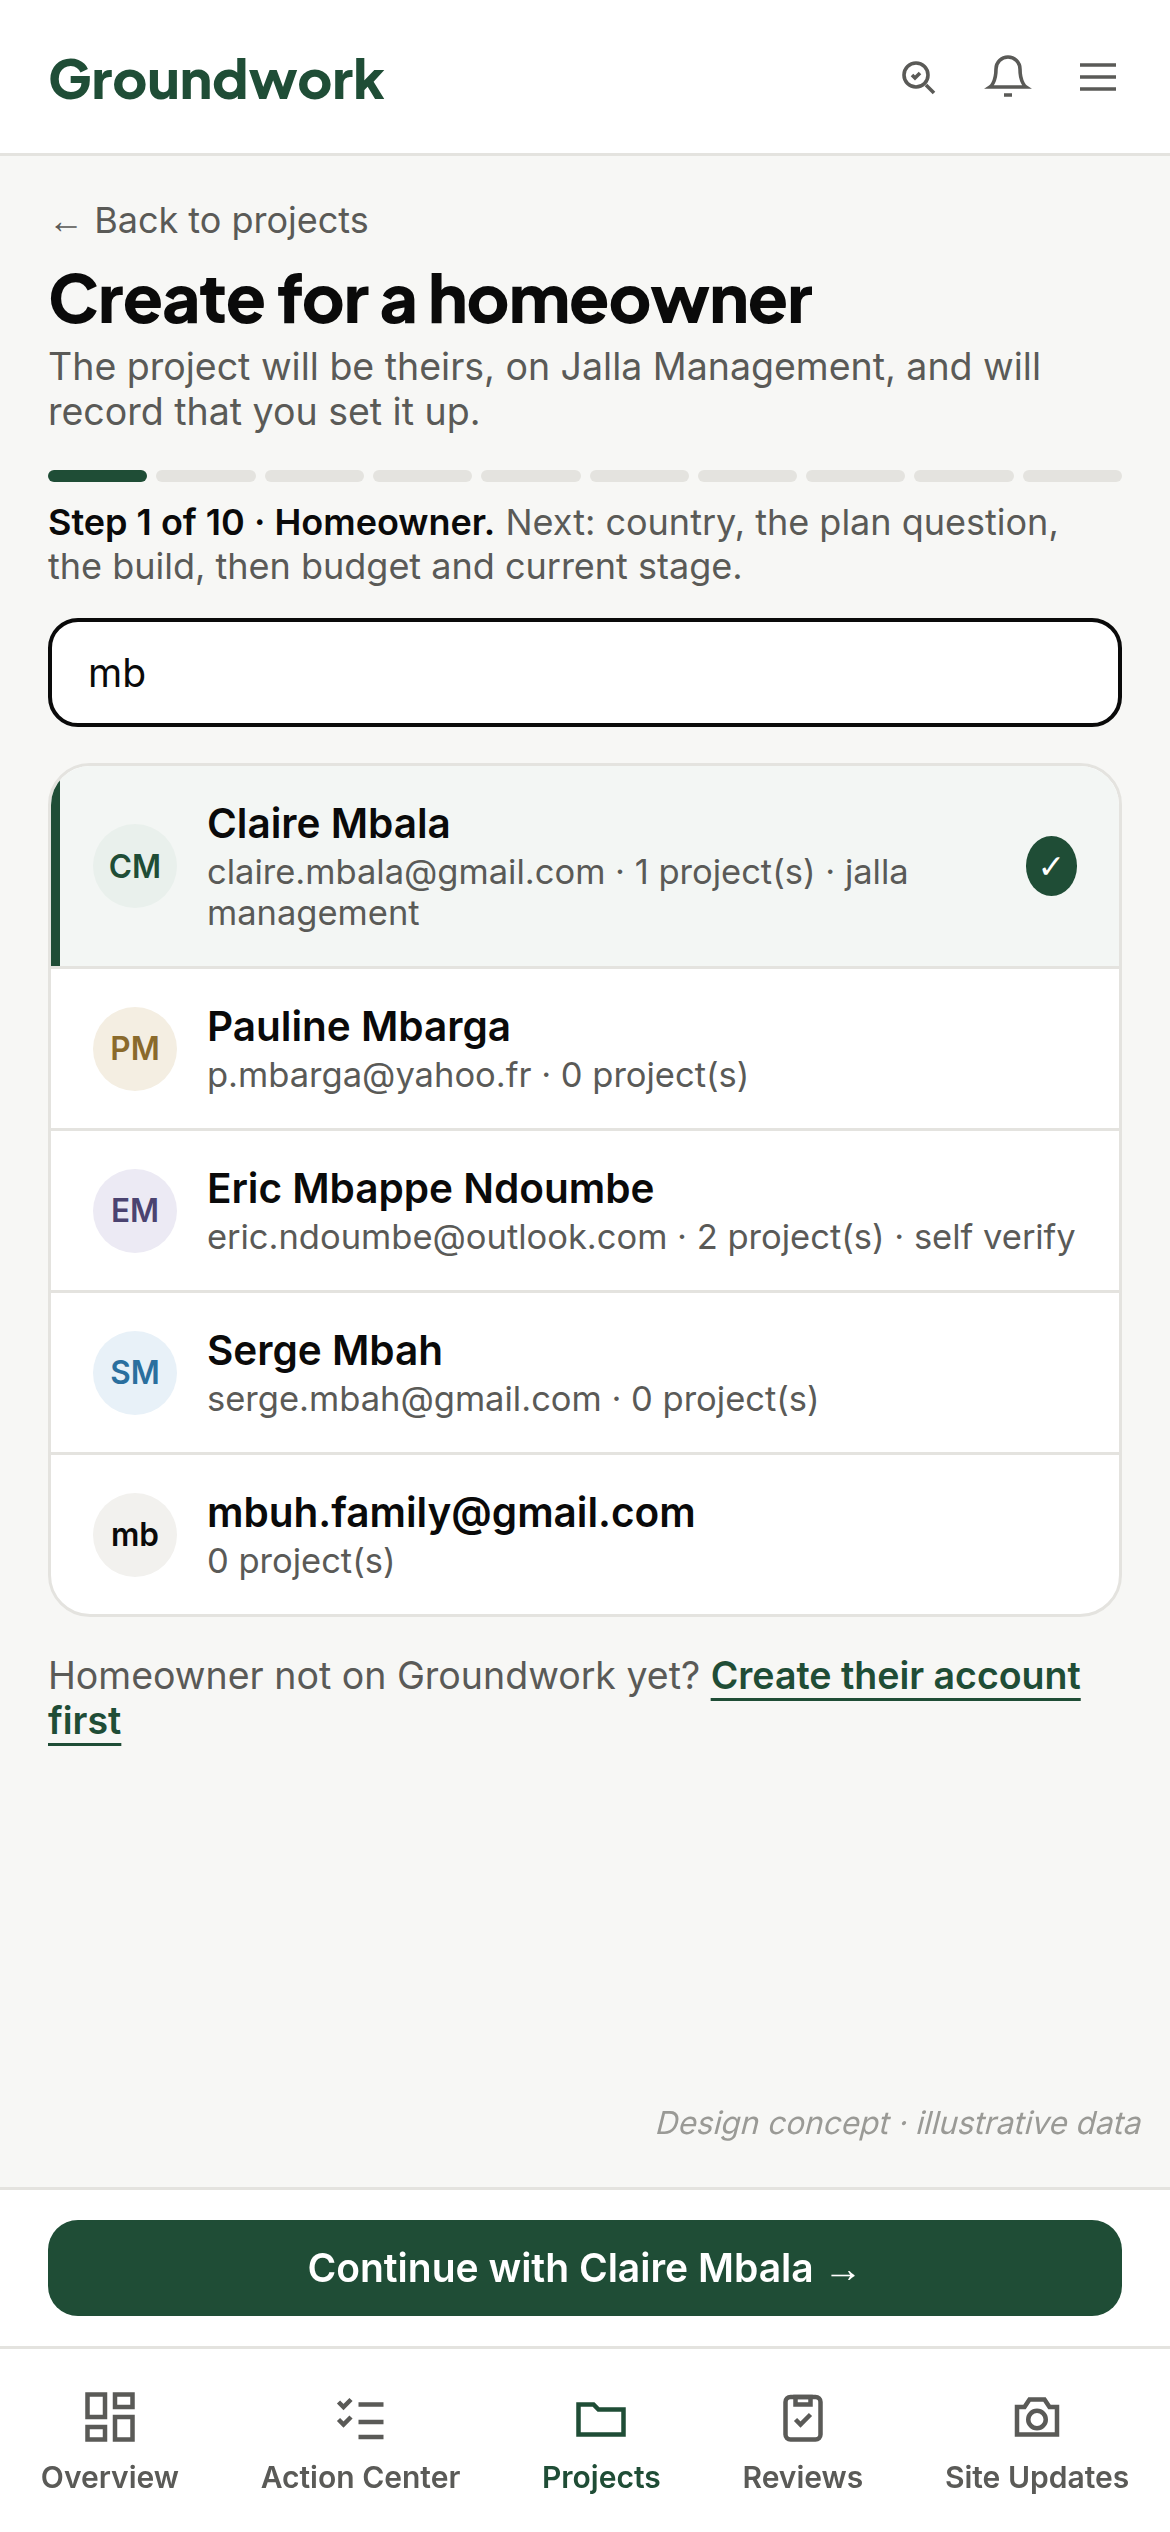 Groundwork
← Back to projects
Create for a homeowner
The project will be theirs, on Jalla Management, and will
record that you set it up.
Step 1 of 10 · Homeowner. Next: country, the plan question,
the build, then budget and current stage.
mb
CM
Claire Mbala
claire.mbala@gmail.com · 1 project(s) · jalla
management
✓
PM
Pauline Mbarga
p.mbarga@yahoo.fr · 0 project(s)
EM
Eric Mbappe Ndoumbe
eric.ndoumbe@outlook.com · 2 project(s) · self verify
SM
Serge Mbah
serge.mbah@gmail.com · 0 project(s)
mb
mbuh.family@gmail.com
0 project(s)
Homeowner not on Groundwork yet? Create their account
first
Design concept · illustrative data
Continue with Claire Mbala →
Overview
Action Center
Projects
Reviews
Site Updates